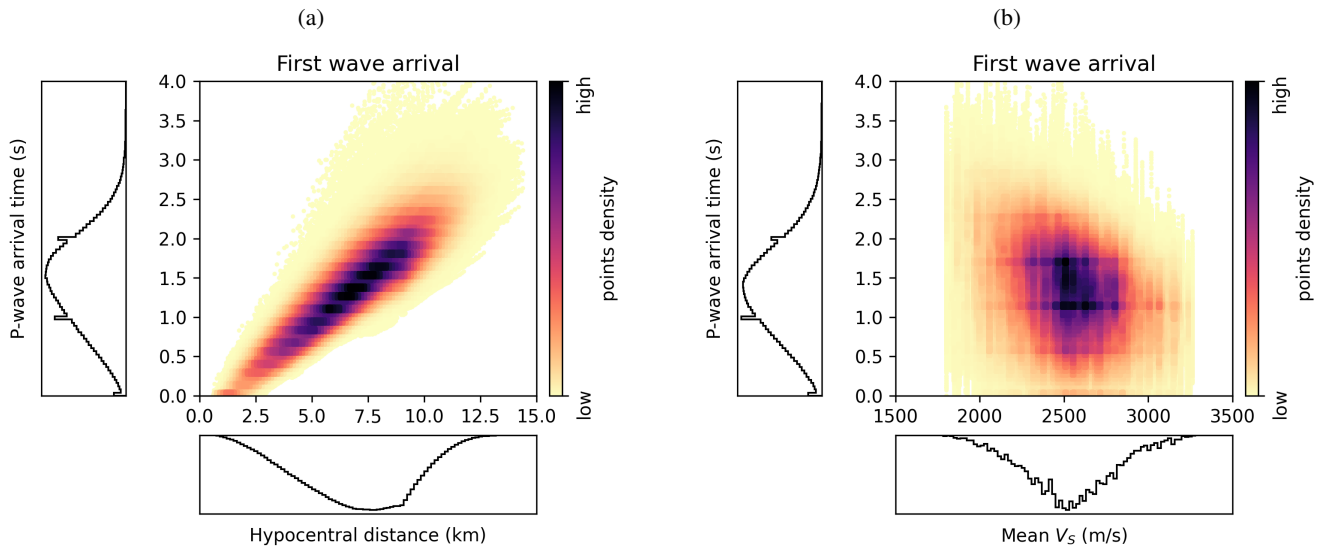 (a)
First wave arrival
P-wave arrival time (s)
4.0
3.5
3.0
2.5
2.0
1.5
1.0
0.5
0.0
0.0 2.5 5.0 7.5 10.0 12.5 15.0
high
points density
low
Hypocentral distance (km)
(b)
First wave arrival
P-wave arrival time (s)
4.0
3.5
3.0
2.5
2.0
1.5
1.0
0.5
0.0
1500 2000 2500 3000 3500
high
points density
low
Mean V_S (m/s)